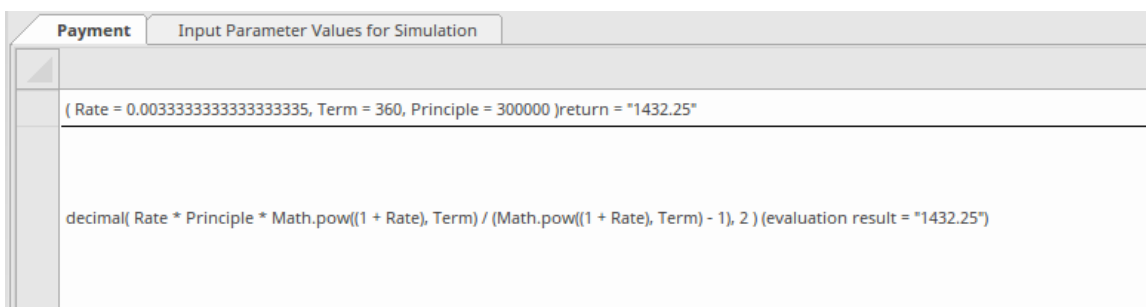 Payment
Input Parameter Values for Simulation
( Rate = 0.0033333333333333335, Term = 360, Principle = 300000 )return = "1432.25"
decimal( Rate * Principle * Math.pow((1 + Rate), Term) / (Math.pow((1 + Rate), Term) - 1), 2 ) (evaluation result = "1432.25")